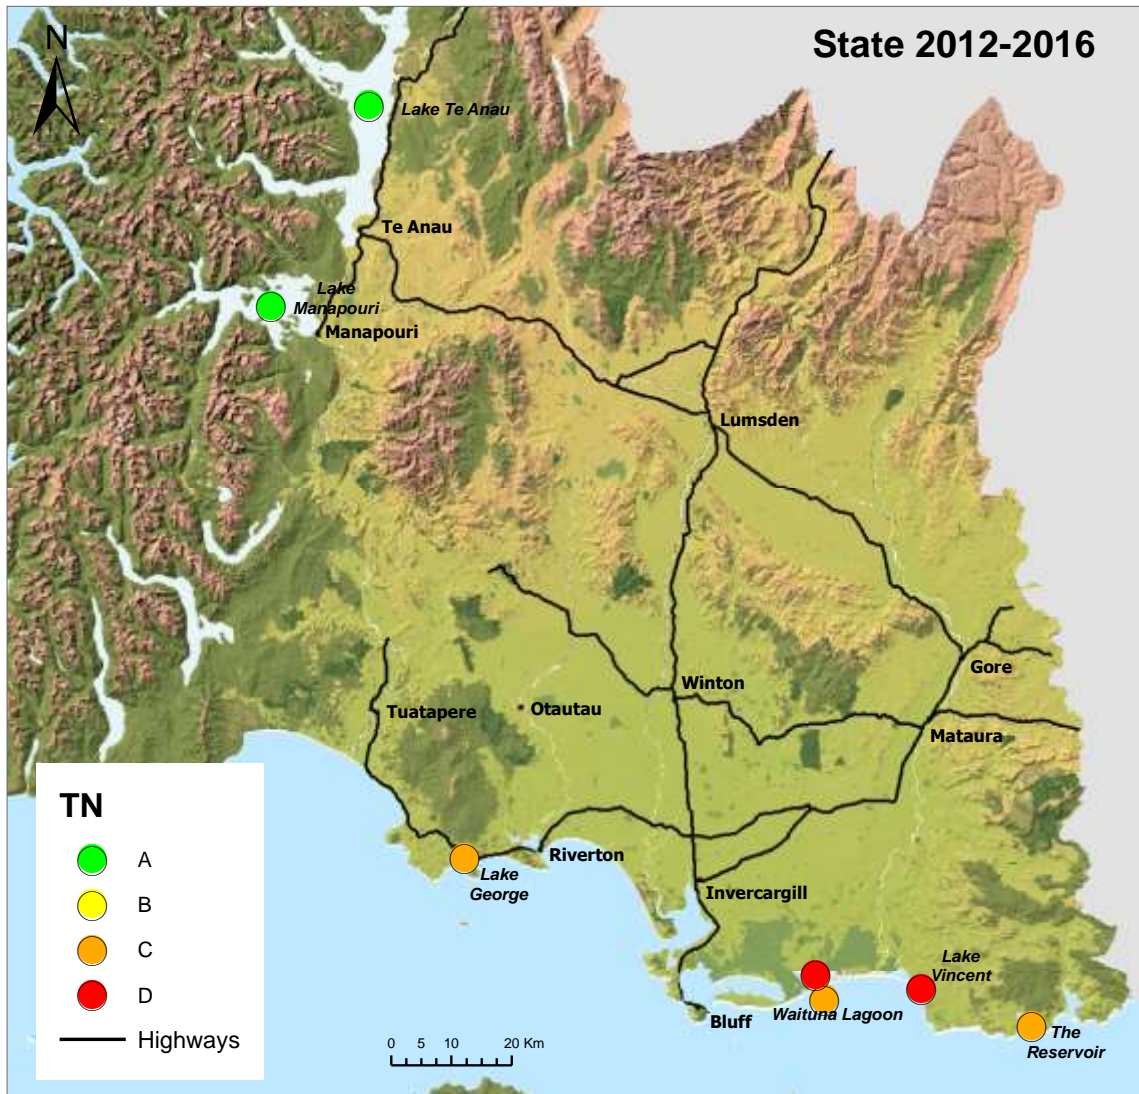 State 2012-2016
N
Lake Te Anau
Te Anau
Lake
Manapouri
Manapouri
Lumsden
Gore
Winton
Tuatapere
Otautau
Mataura
TN
A
B
C
D
Highways
Riverton
Lake
George
Invercargill
Lake
Vincent
Waituna Lagoon
Bluff
The
Reservoir
0 5 10 20 Km